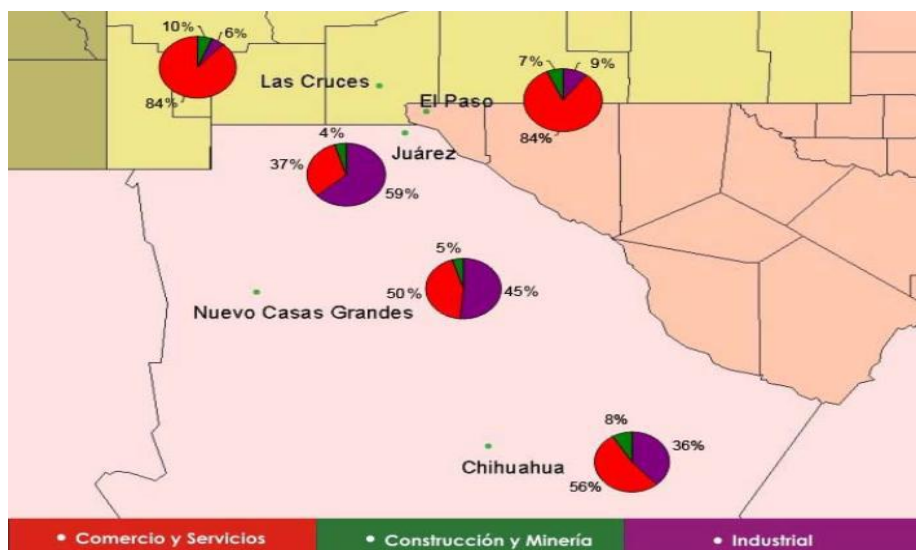 10%
6%
84%
Las Cruces
7%
9%
84%
El Paso
Juárez
4%
37%
59%
5%
50%
45%
Nuevo Casas Grandes
8%
36%
56%
Chihuahua
• Comercio y Servicios
• Construcción y Minería
• Industrial